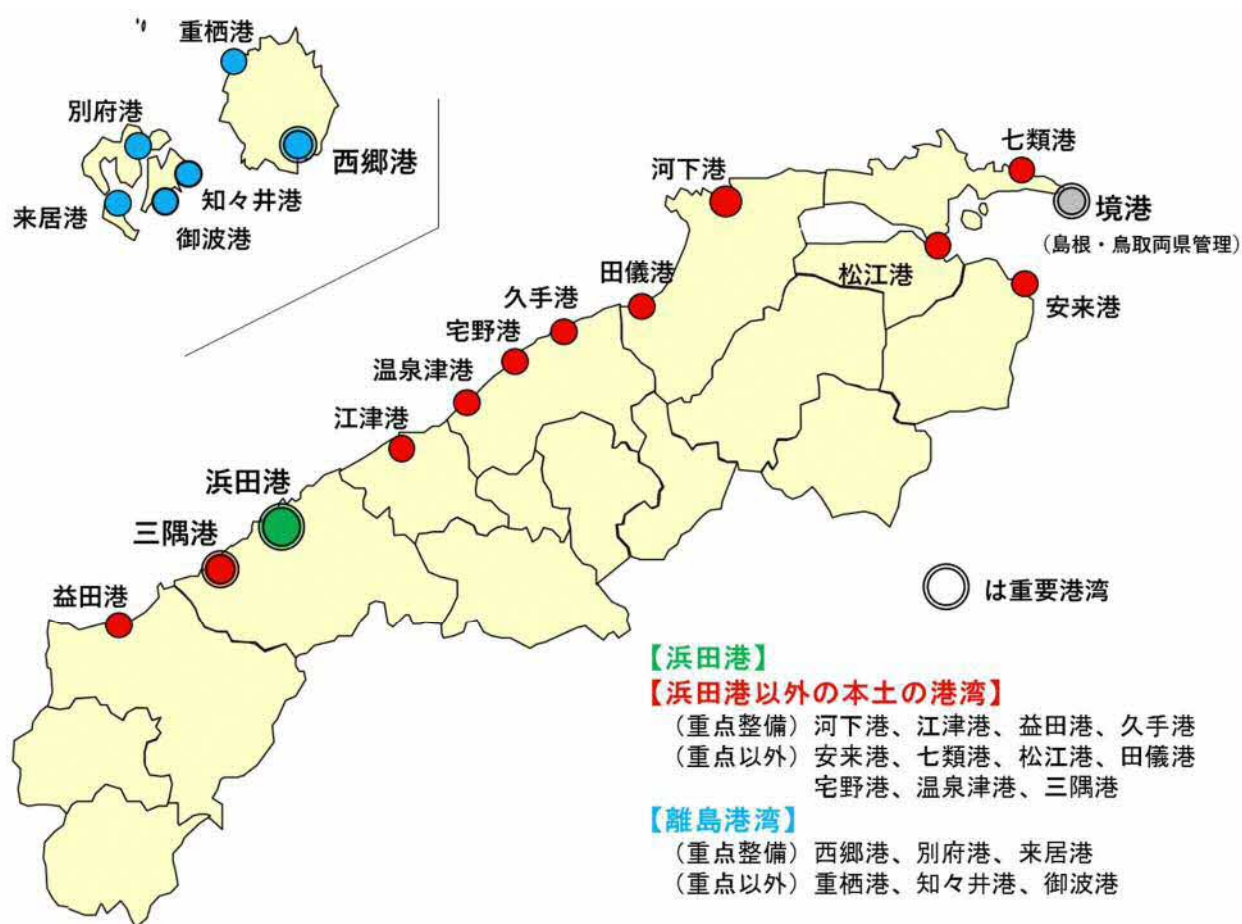 重栖港
別府港
西郷港
知々井港
来居港
御波港
七類港
河下港
境港
(島根・鳥取両県管理)
松江港
田儀港
安来港
久手港
宅野港
温泉津港
江津港
浜田港
三隅港
益田港
は重要港湾
【浜田港】
【浜田港以外の本土の港湾】
(重点整備)河下港、江津港、益田港、久手港
(重点以外)安来港、七類港、松江港、田儀港
宅野港、温泉津港、三隅港
【離島港湾】
(重点整備)西郷港、別府港、来居港
(重点以外)重栖港、知々井港、御波港